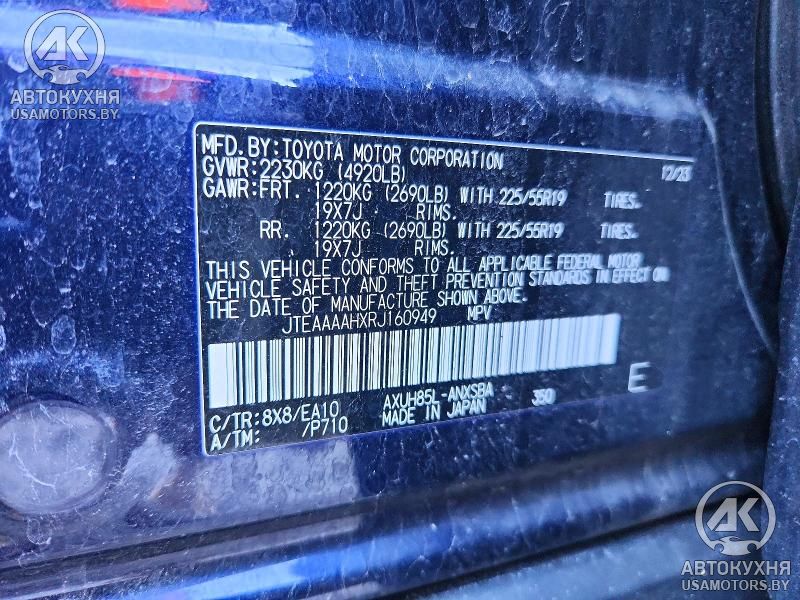 AK
АВТОКУХНЯ
USAMOTORS.BY
MFD. BY: TOYOTA MOTOR CORPORATION 12/23
GVWR: 2230KG (4920LB)
GAWR: FRT. 1220KG (2690LB) WITH 225/55R19 TIRES.
19X7J RIMS.
RR. 1220KG (2690LB) WITH 225/55R19 TIRES.
19X7J RIMS.
THIS VEHICLE CONFORMS TO ALL APPLICABLE FEDERAL MOTOR
VEHICLE SAFETY AND THEFT PREVENTION STANDARDS IN EFFECT ON
THE DATE OF MANUFACTURE SHOWN ABOVE.
JTEAAAAHXRJ160949 MPV
C/TR: 8X8/EA10 AXUH85L-ANXSBA 350 E
A/TM: /P710 MADE IN JAPAN
AK
АВТОКУХНЯ
USAMOTORS.BY